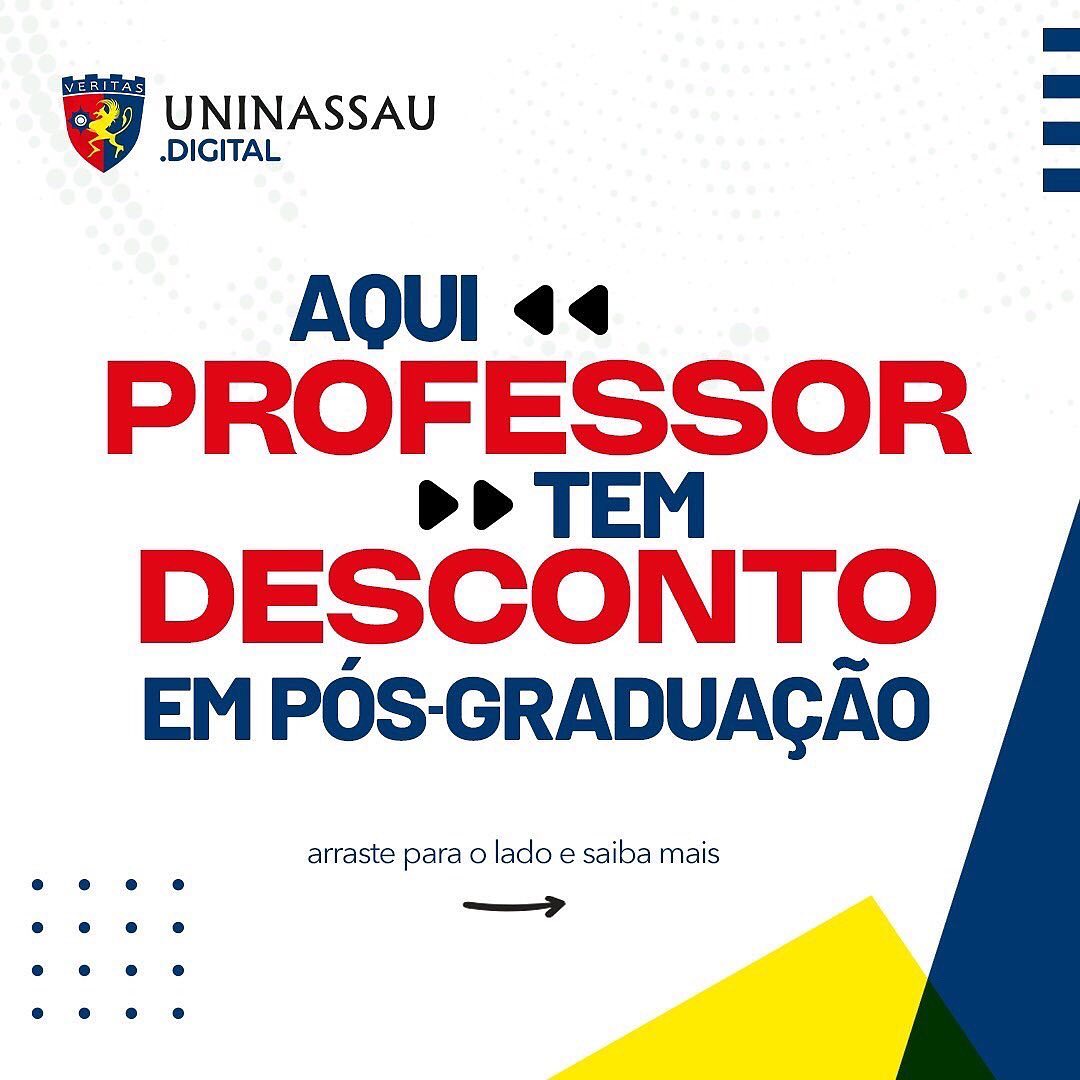 VERITAS
UNINASSAU
.DIGITAL
AQUI
PROFESSOR
TEM
DESCONTO
EM PÓS-GRADUAÇÃO
arraste para o lado e saiba mais